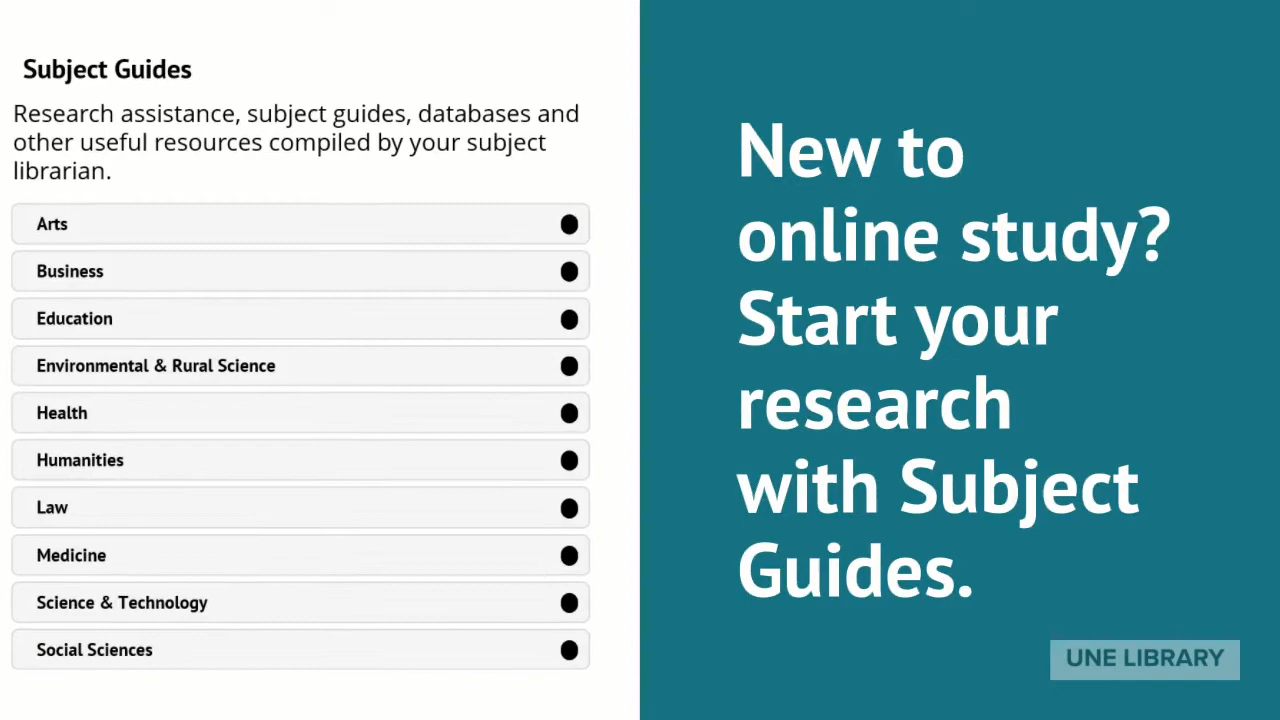 Subject Guides
Research assistance, subject guides, databases and
other useful resources compiled by your subject
librarian.
Arts
Business
Education
Environmental & Rural Science
Health
Humanities
Law
Medicine
Science & Technology
Social Sciences
New to
online study?
Start your
research
with Subject
Guides.
UNE LIBRARY